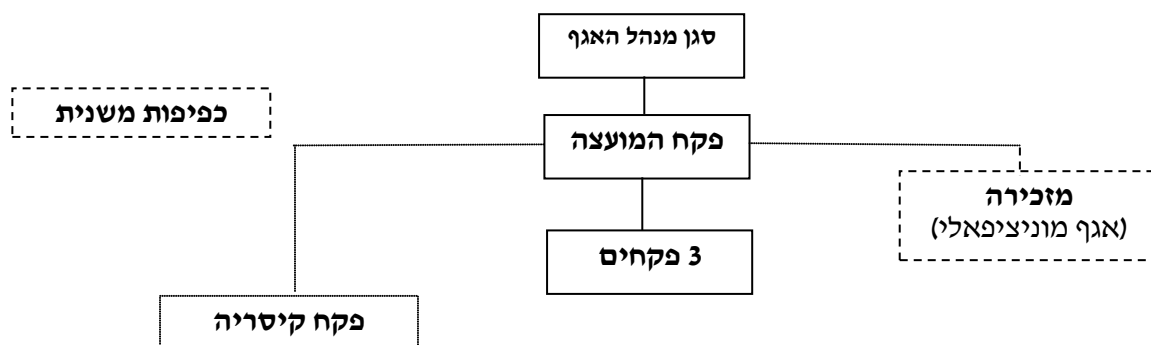 סגן מנהל האגף
כפיפות משנית
פקח המועצה
מזכירה
(אגף מוניציפאלי)
3 פקחים
פקח קיסריה